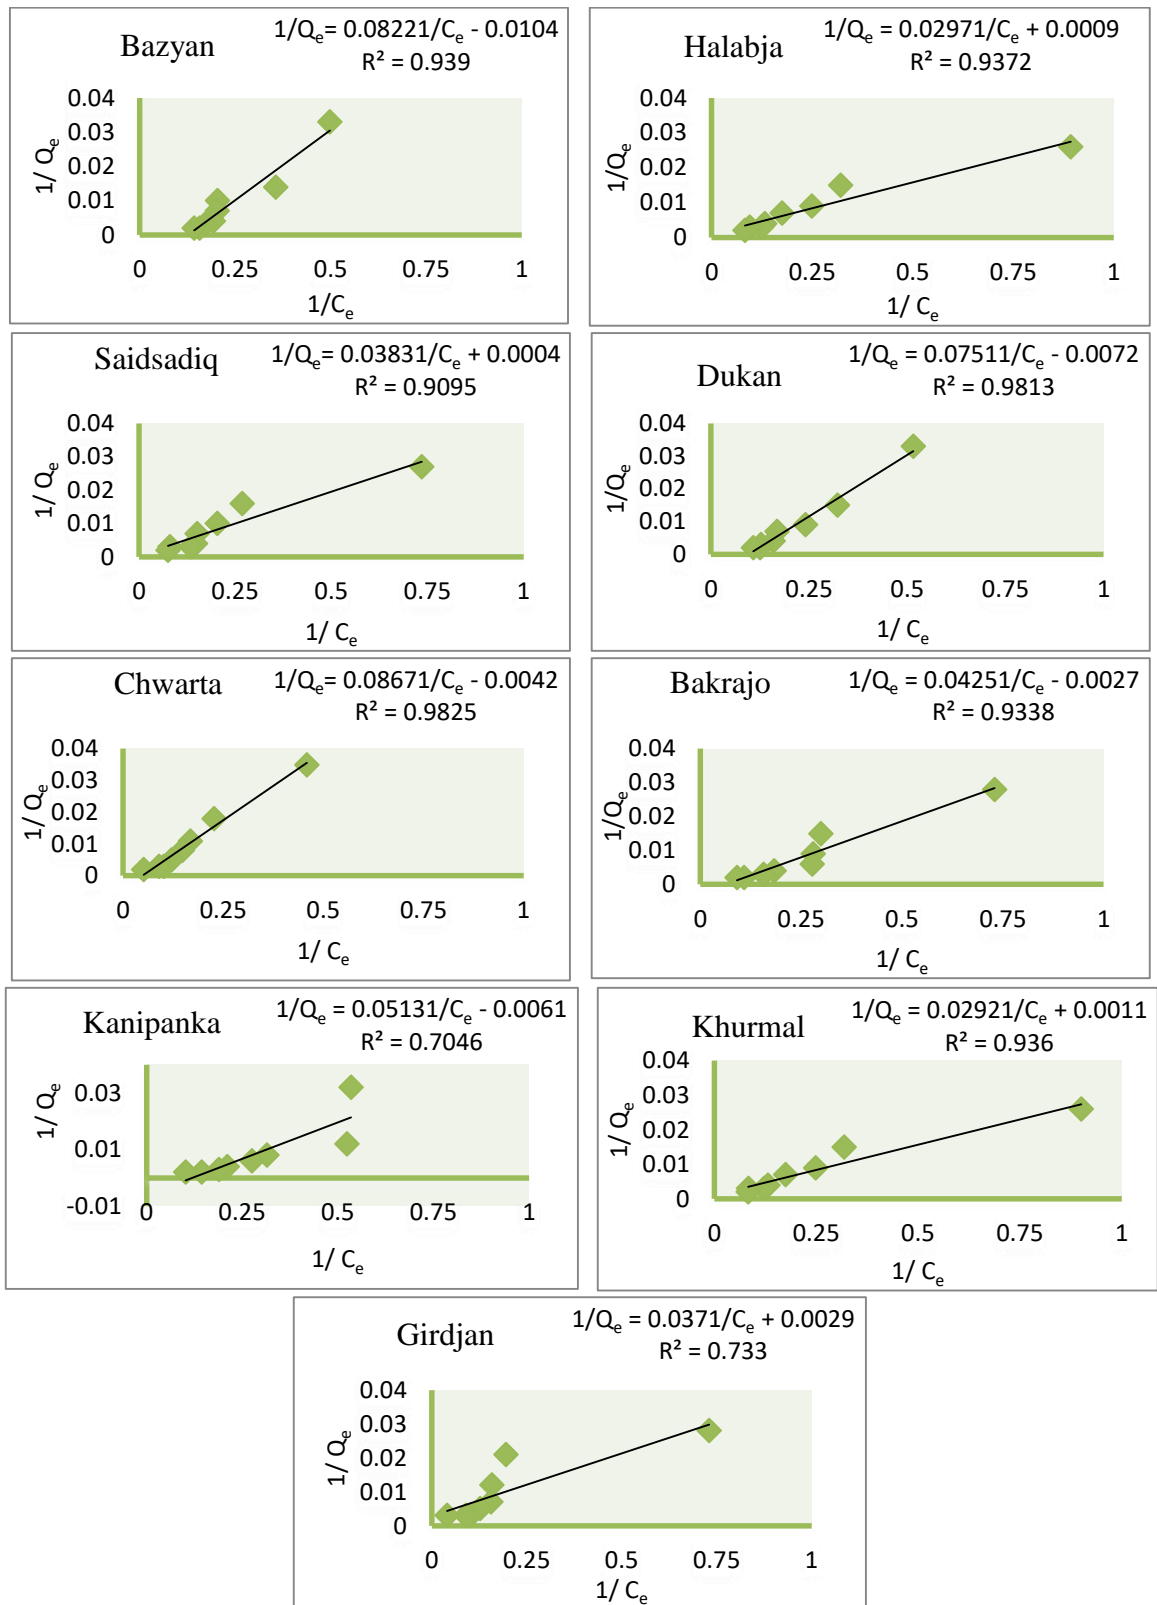 Bazyan
1/Qe= 0.08221/Ce - 0.0104
R² = 0.939
0.04
0.03
0.02
0.01
0
1/ Qe
0 0.25 0.5 0.75 1
1/Ce
Halabja
1/Qe = 0.02971/Ce + 0.0009
R² = 0.9372
0.04
0.03
0.02
0.01
0
1/Qe
0 0.25 0.5 0.75 1
1/ Ce
Saidsadiq
1/Qe= 0.03831/Ce + 0.0004
R² = 0.9095
0.04
0.03
0.02
0.01
0
1/ Qe
0 0.25 0.5 0.75 1
1/ Ce
Dukan
1/Qe = 0.07511/Ce - 0.0072
R² = 0.9813
0.04
0.03
0.02
0.01
0
1/Qe
0 0.25 0.5 0.75 1
1/ Ce
Chwarta
1/Qe= 0.08671/Ce - 0.0042
R² = 0.9825
0.04
0.03
0.02
0.01
0
1/ Qe
0 0.25 0.5 0.75 1
1/ Ce
Bakrajo
1/Qe = 0.04251/Ce - 0.0027
R² = 0.9338
0.04
0.03
0.02
0.01
0
1/Qe
0 0.25 0.5 0.75 1
1/ Ce
Kanipanka
1/Qe = 0.05131/Ce - 0.0061
R² = 0.7046
0.03
0.01
-0.01
1/ Qe
0 0.25 0.5 0.75 1
1/ Ce
Khurmal
1/Qe = 0.02921/Ce + 0.0011
R² = 0.936
0.04
0.03
0.02
0.01
0
1/ Qe
0 0.25 0.5 0.75 1
1/ Ce
Girdjan
1/Qe = 0.0371/Ce + 0.0029
R² = 0.733
0.04
0.03
0.02
0.01
0
1/ Qe
0 0.25 0.5 0.75 1
1/ Ce